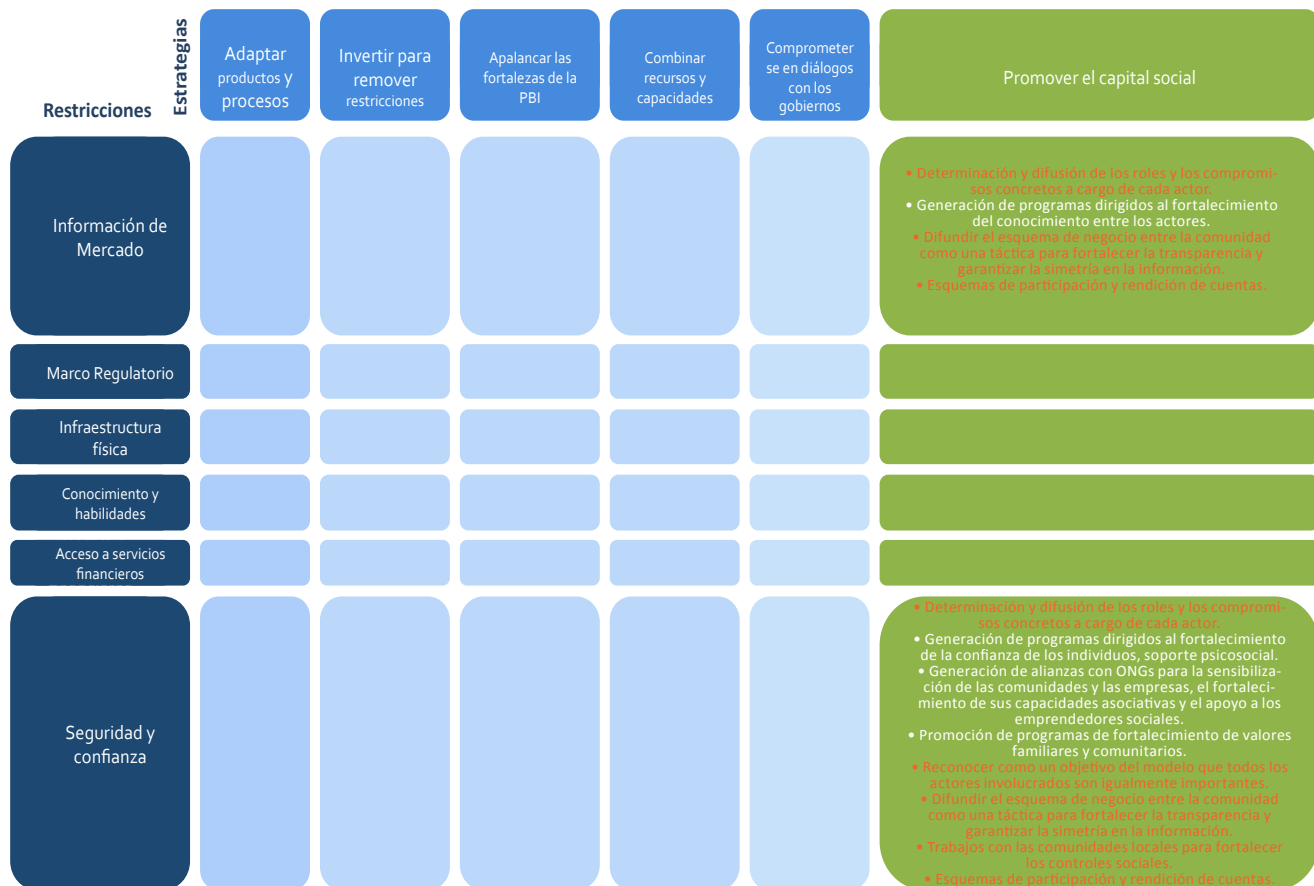 Restricciones
Estrategias
Adaptar
productos y
procesos
Invertir para
remover
restricciones
Apalancar las
fortalezas de la
PBI
Combinar
recursos y
capacidades
Comprometer
se en diálogos
con los
gobiernos
Promover el capital social
Información de
Mercado
• Determinación y difusión de los roles y los compromi-
sos concretos a cargo de cada actor.
• Generación de programas dirigidos al fortalecimiento
del conocimiento entre los actores.
• Difundir el esquema de negocio entre la comunidad
como una táctica para fortalecer la transparencia y
garantizar la simetría en la información.
• Esquemas de participación y rendición de cuentas.
Marco Regulatorio
Infraestructura
física
Conocimiento y
habilidades
Acceso a servicios
financieros
Seguridad y
confianza
• Determinación y difusión de los roles y los compromi-
sos concretos a cargo de cada actor.
• Generación de programas dirigidos al fortalecimiento
de la confianza de los individuos, soporte psicosocial.
• Generación de alianzas con ONGs para la sensibiliza-
ción de las comunidades y las empresas, el fortaleci-
miento de sus capacidades asociativas y el apoyo a los
emprendedores sociales.
• Promoción de programas de fortalecimiento de valores
familiares y comunitarios.
• Reconocer como un objetivo del modelo que todos los
actores involucrados son igualmente importantes.
• Difundir el esquema de negocio entre la comunidad
como una táctica para fortalecer la transparencia y
garantizar la simetría en la información.
• Trabajos con las comunidades locales para fortalecer
los controles sociales.
• Esquemas de participación y rendición de cuentas.